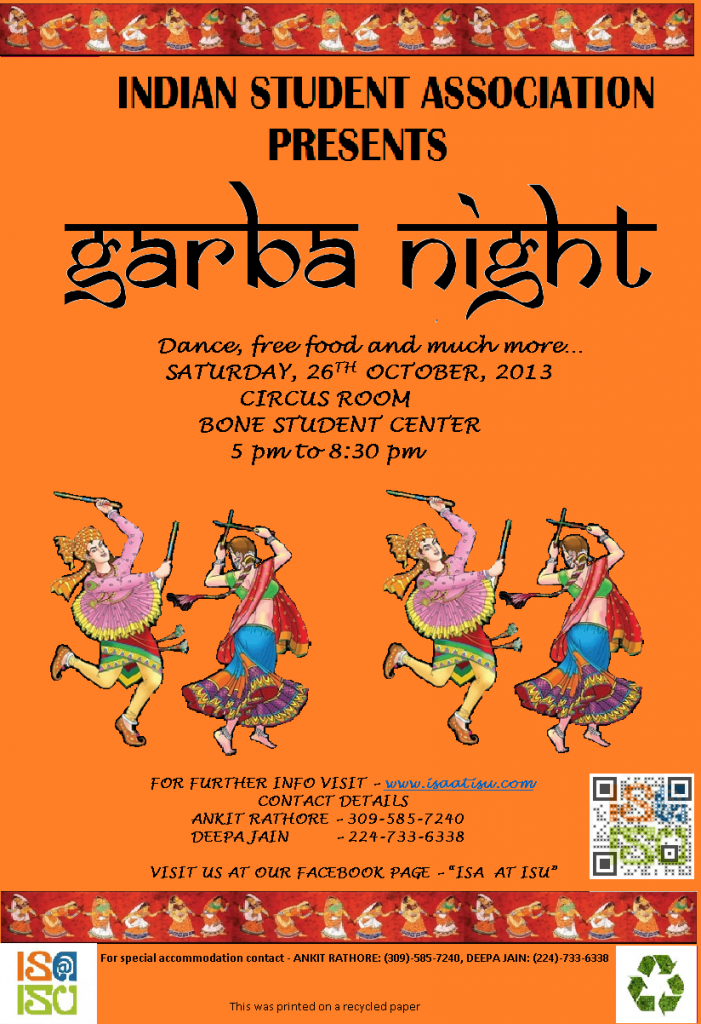 INDIAN STUDENT ASSOCIATION
PRESENTS
garba night
Dance, free food and much more...
SATURDAY, 26TH OCTOBER, 2013
CIRCUS ROOM
BONE STUDENT CENTER
5 pm to 8:30 pm
FOR FURTHER INFO VISIT - www.isaatisu.com
CONTACT DETAILS
ANKIT RATHORE - 309-585-7240
DEEPA JAIN - 224-733-6338
VISIT US AT OUR FACEBOOK PAGE - "ISA AT ISU"
IS@
ISU
IS@
ISU
For special accommodation contact - ANKIT RATHORE: (309)-585-7240, DEEPA JAIN: (224)-733-6338
This was printed on a recycled paper